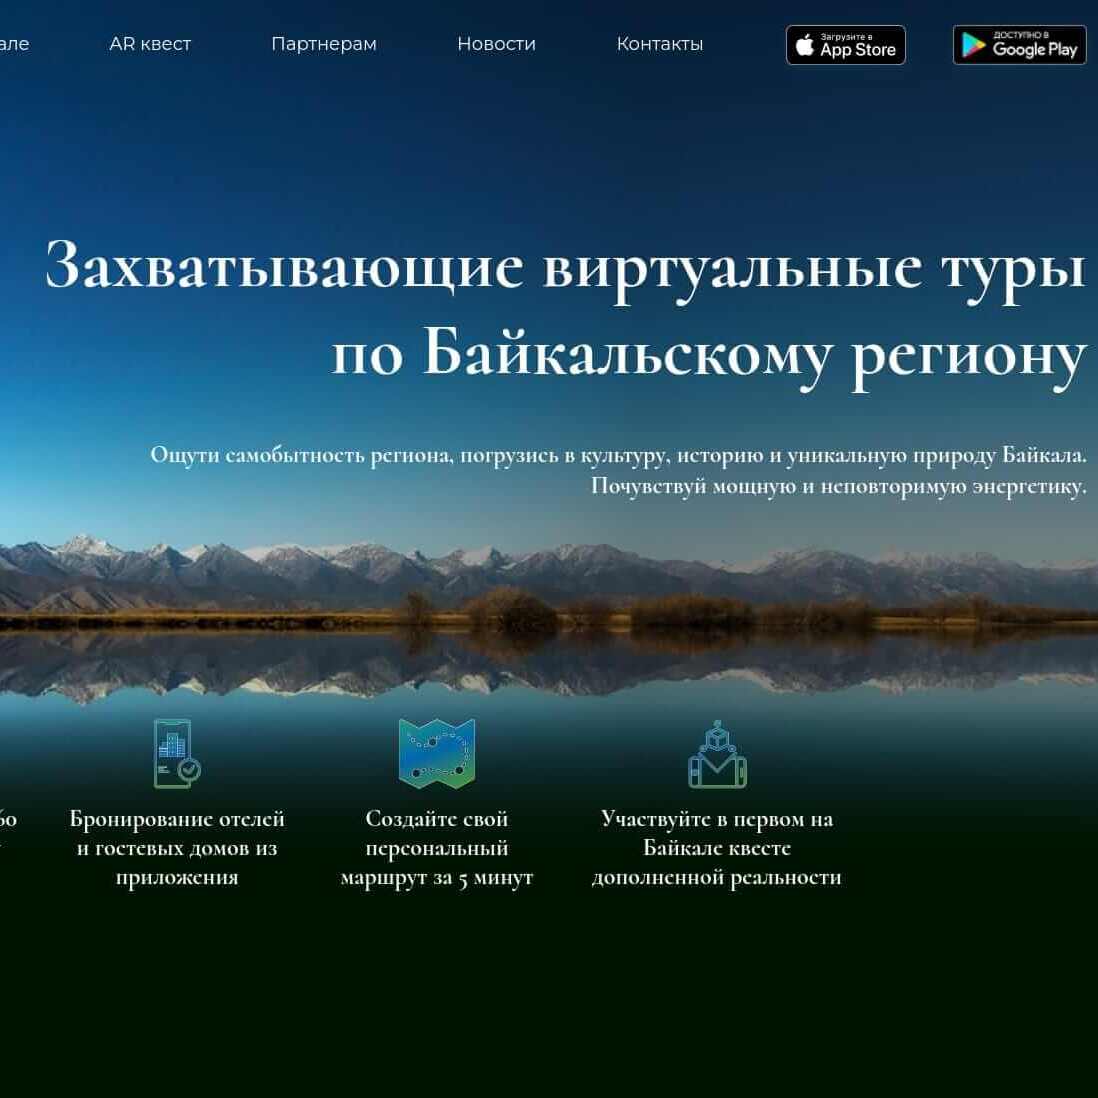 але AR квест Партнерам Новости Контакты
Загрузите в
App Store
ДОСТУПНО В
Google Play
Захватывающие виртуальные туры
по Байкальскому региону
Ощути самобытность региона, погрузись в культуру, историю и уникальную природу Байкала.
Почувствуй мощную и неповторимую энергетику.
Бронирование отелей
и гостевых домов из
приложения
Создайте свой
персональный
маршрут за 5 минут
Участвуйте в первом на
Байкале квесте
дополненной реальности